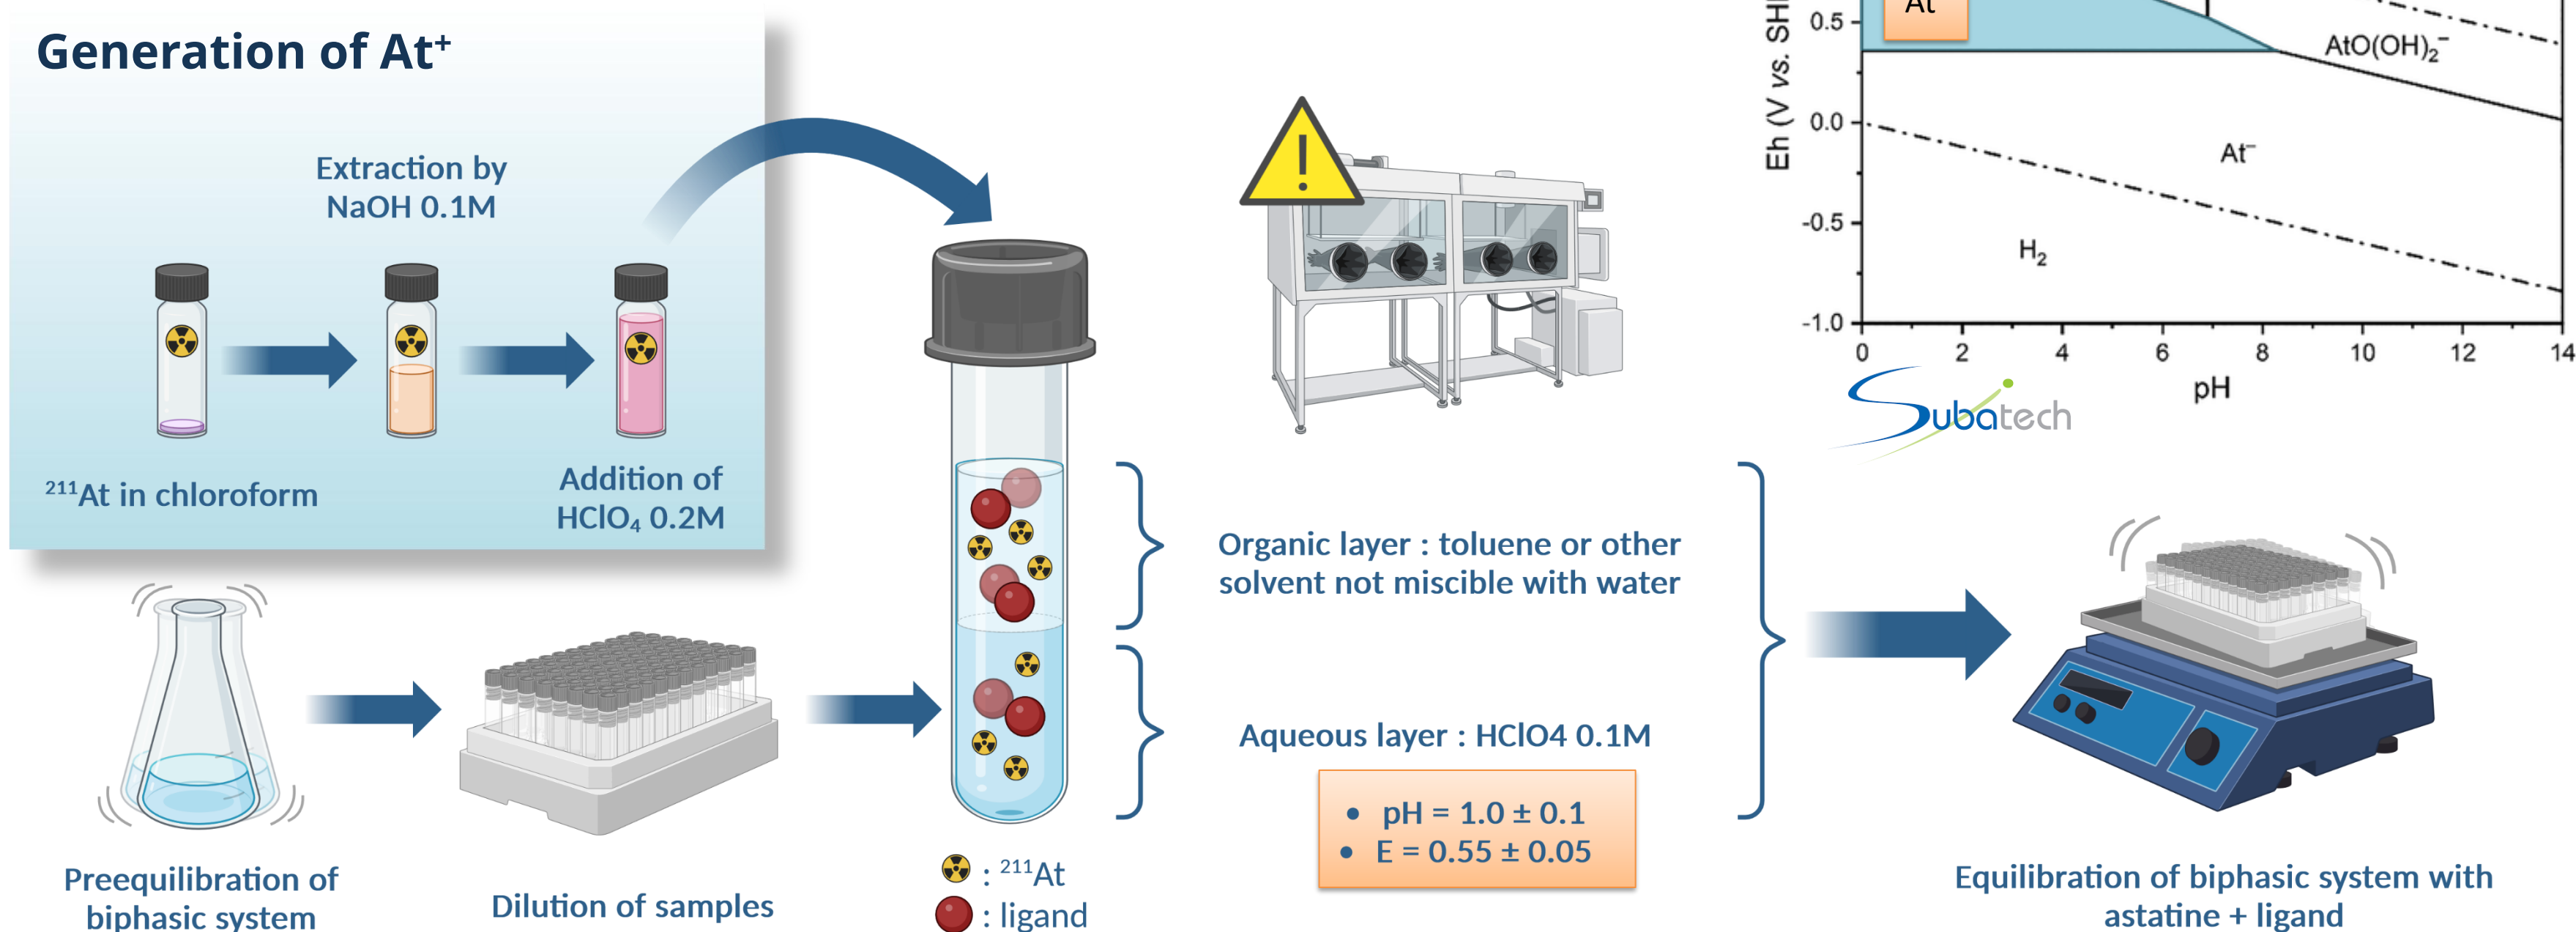 Generation of At⁺
Extraction by
NaOH 0.1M
²¹¹At in chloroform
Addition of
HClO₄ 0.2M
!
At
Eh (V vs. SHE
0.5
0.0
-0.5
-1.0
AtO(OH)₂⁻
At⁻
H₂
0 2 4 6 8 10 12 14
pH
Subatech
Organic layer : toluene or other
solvent not miscible with water
Aqueous layer : HClO4 0.1M
• pH = 1.0 ± 0.1
• E = 0.55 ± 0.05
Preequilibration of
biphasic system
Dilution of samples
: ²¹¹At
: ligand
Equilibration of biphasic system with
astatine + ligand